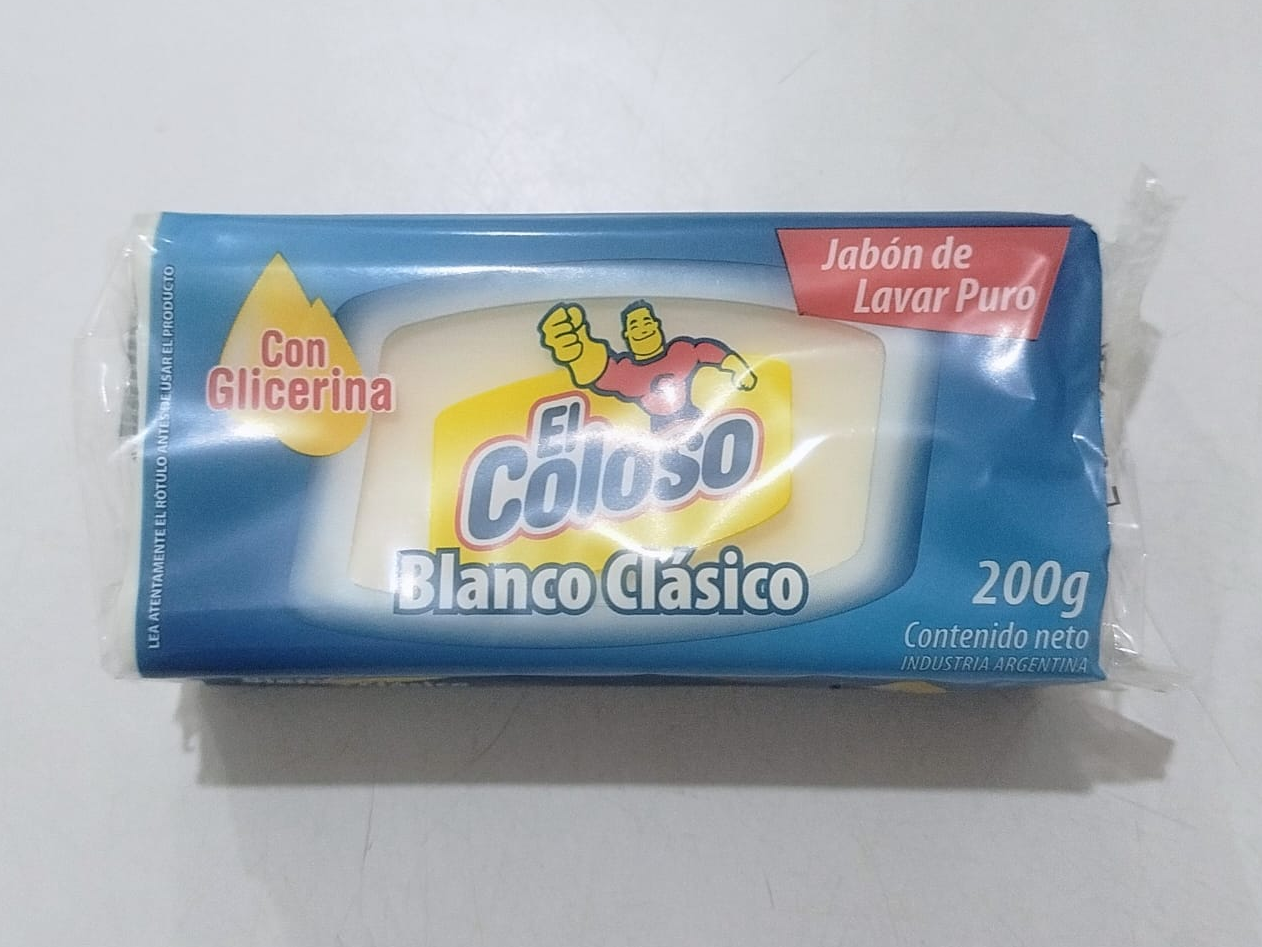 Jabón de
Lavar Puro
Con
Glicerina
El
Coloso
Blanco Clásico
200g
Contenido neto
INDUSTRIA ARGENTINA
LEA ATENTAMENTE EL RÓTULO ANTES DE USAR EL PRODUCTO